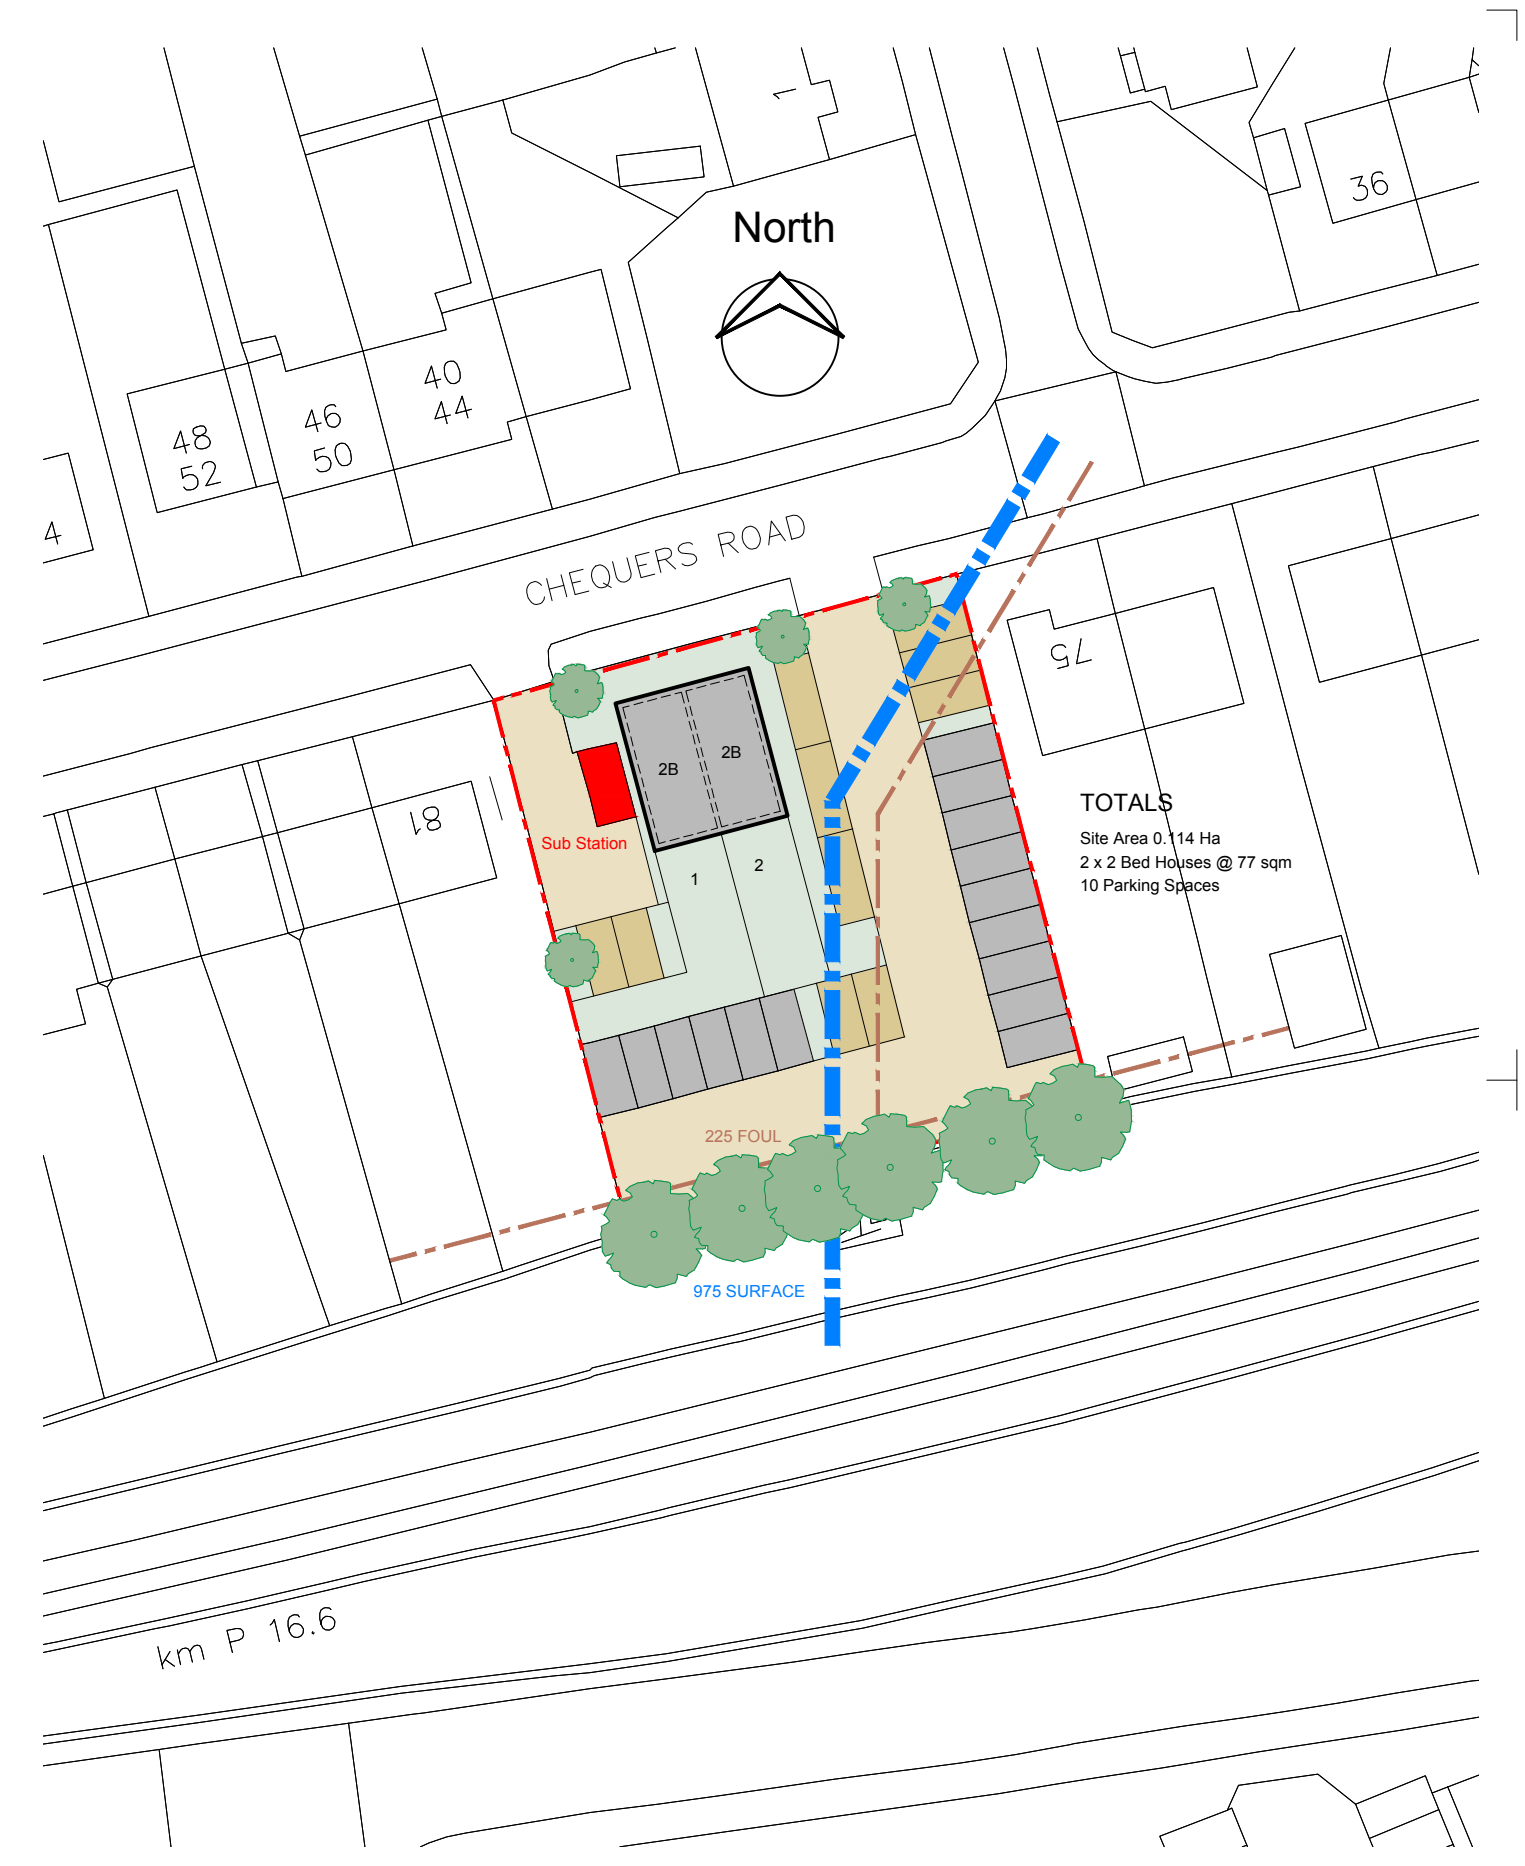 1
36
North
40
44
46
50
48
52
4
CHEQUERS ROAD
75
2B
2B
81
TOTALS
Site Area 0.114 Ha
2 x 2 Bed Houses @ 77 sqm
10 Parking Spaces
Sub Station
1
2
225 FOUL
975 SURFACE
km P 16.6